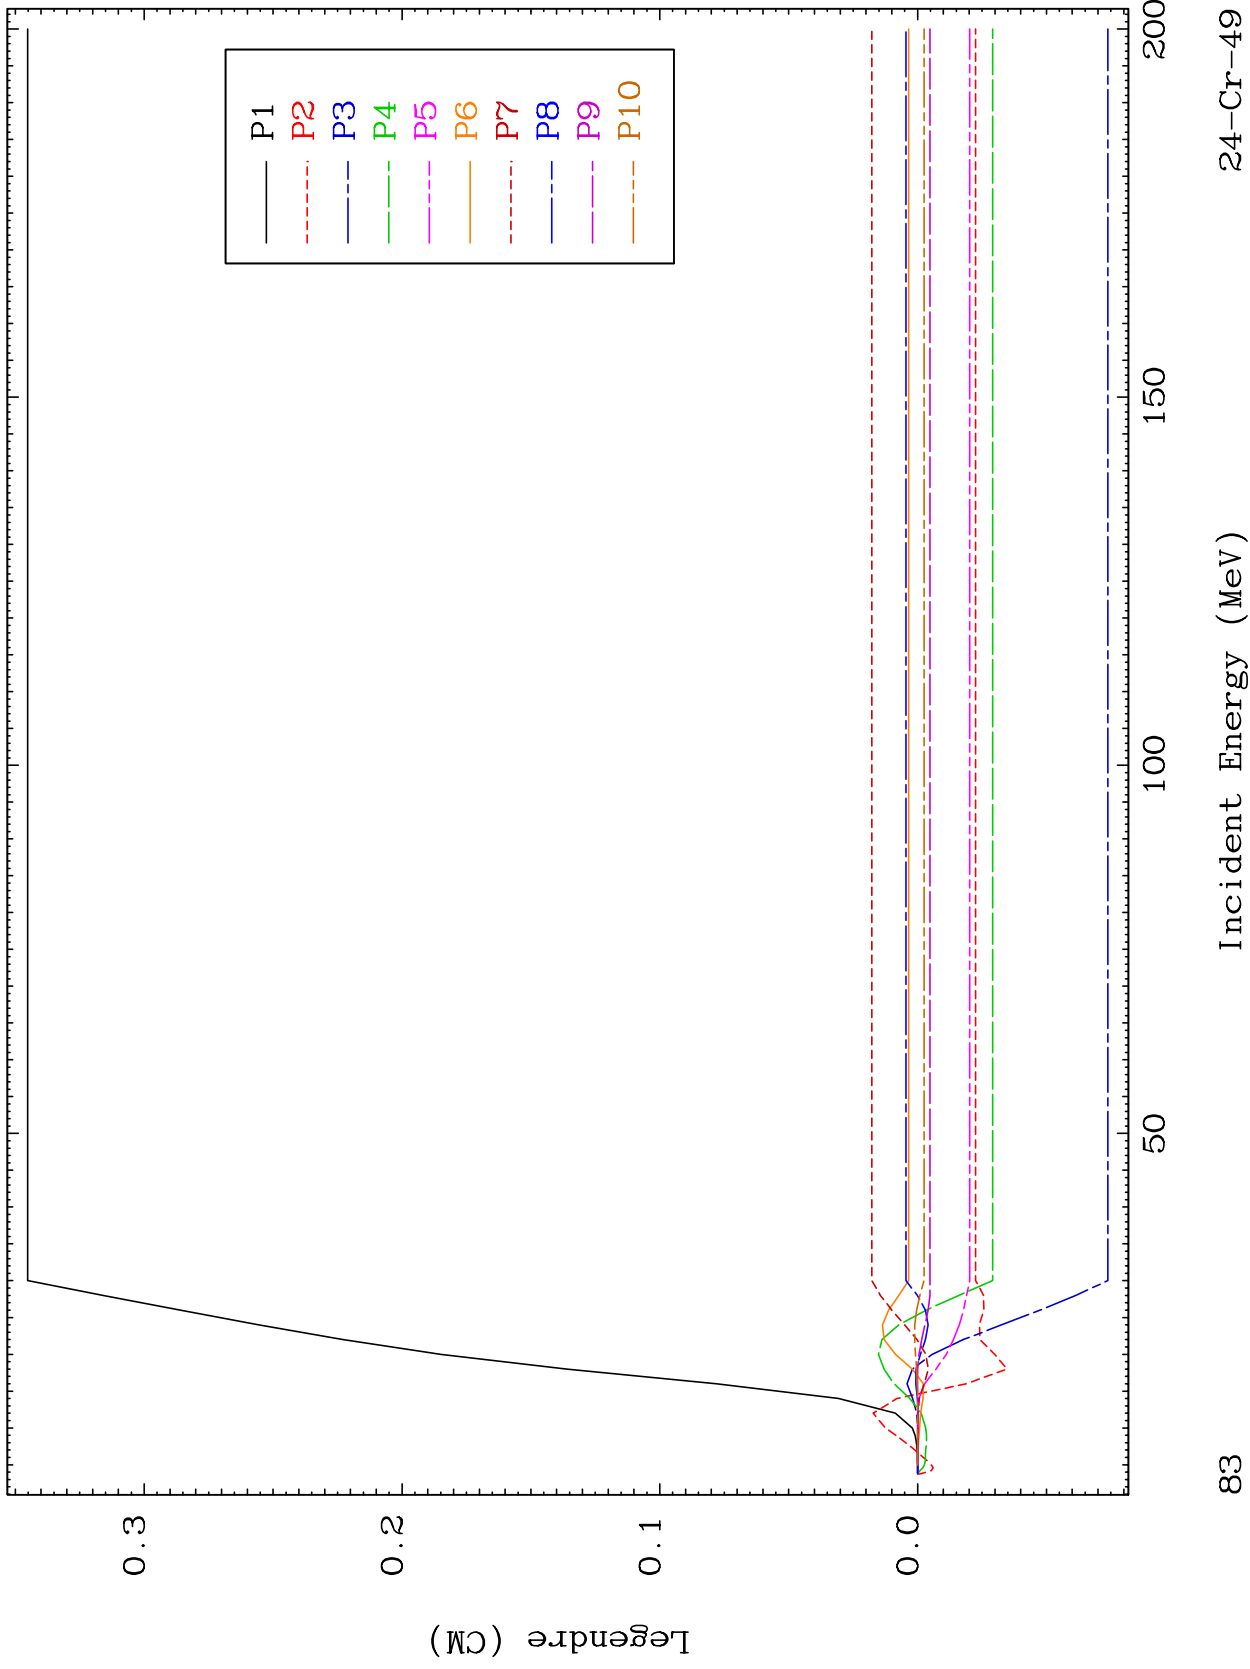 Legendre (CM)
0.3
0.2
0.1
0.0
P1
P2
P3
P4
P5
P6
P7
P8
P9
P10
50
100
150
200
Incident Energy (MeV)
83
24-Cr-49